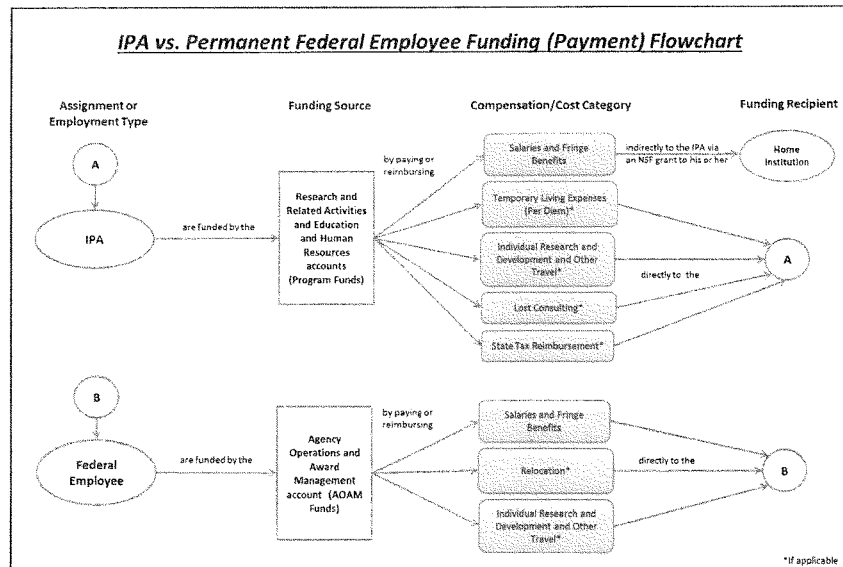 IPA vs. Permanent Federal Employee Funding (Payment) Flowchart
Assignment or
Employment Type
Funding Source
Compensation/Cost Category
Funding Recipient
A
IPA
are funded by the
Research and
Related Activities
and Education
and Human
Resources
accounts
(Program Funds)
by paying or
reimbursing
Salaries and Fringe
Benefits
indirectly to the IPA via
an NSF grant to his or her
Home
Institution
Temporary Living Expenses
(Per Diem)*
Individual Research and
Development and Other
Travel*
directly to the
A
Lost Consulting*
State Tax Reimbursement*
B
Federal
Employee
are funded by the
Agency
Operations and
Award
Management
account (AOAM
Funds)
by paying or
reimbursing
Salaries and Fringe
Benefits
Relocation*
directly to the
B
Individual Research and
Development and Other
Travel*
*If applicable